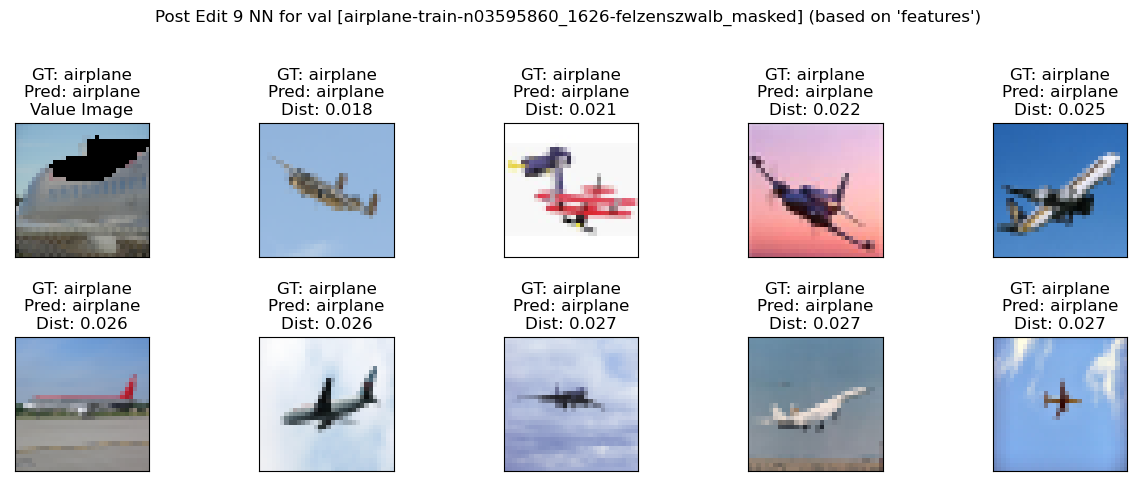 Post Edit 9 NN for val [airplane-train-n03595860_1626-felzenszwalb_masked] (based on 'features')
GT: airplane
Pred: airplane
Value Image
GT: airplane
Pred: airplane
Dist: 0.018
GT: airplane
Pred: airplane
Dist: 0.021
GT: airplane
Pred: airplane
Dist: 0.022
GT: airplane
Pred: airplane
Dist: 0.025
GT: airplane
Pred: airplane
Dist: 0.026
GT: airplane
Pred: airplane
Dist: 0.026
GT: airplane
Pred: airplane
Dist: 0.027
GT: airplane
Pred: airplane
Dist: 0.027
GT: airplane
Pred: airplane
Dist: 0.027